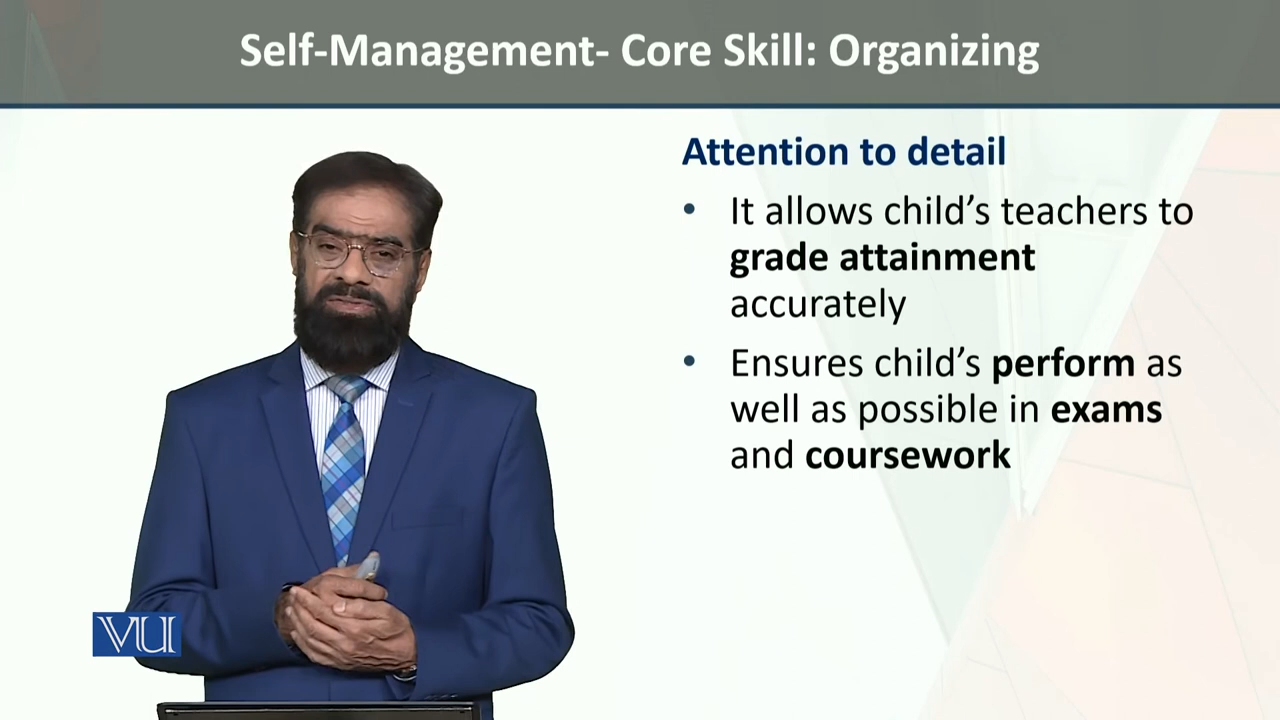 Self-Management- Core Skill: Organizing
Attention to detail
• It allows child’s teachers to
grade attainment
accurately
• Ensures child’s perform as
well as possible in exams
and coursework
VU